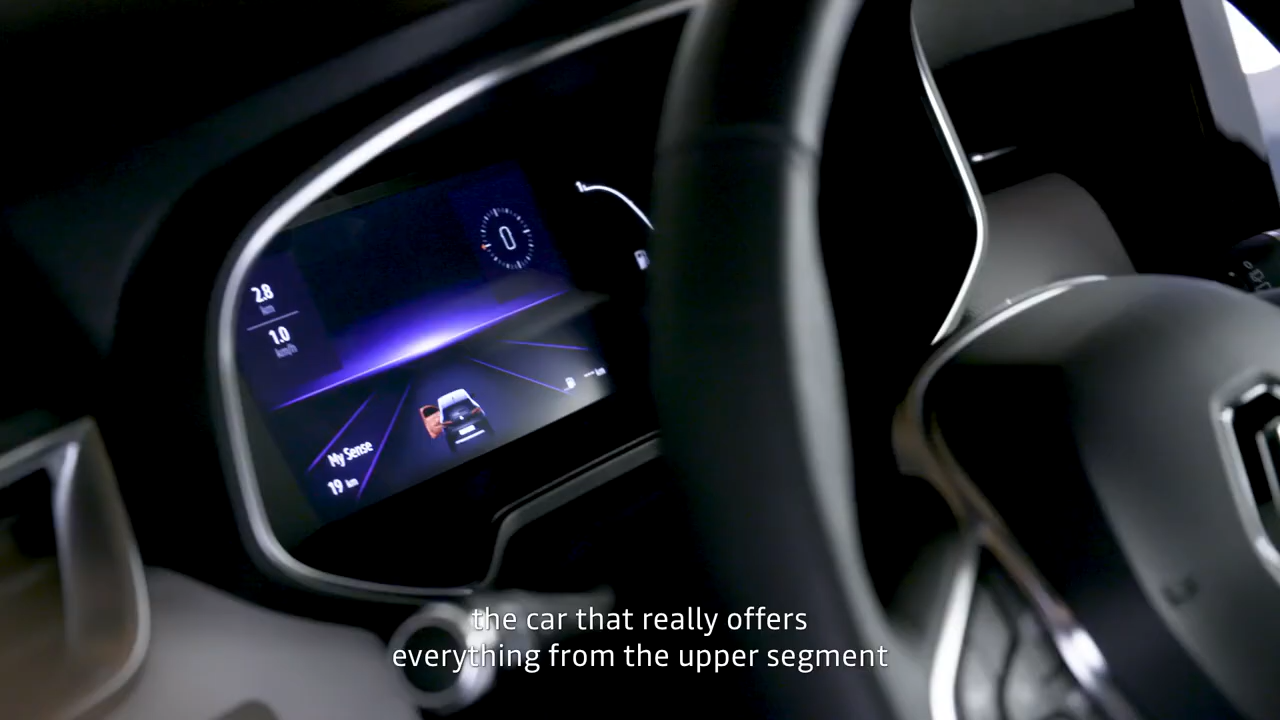 0
2.8
km
1.0
km/h
km
My Sense
19 km
the car that really offers
everything from the upper segment